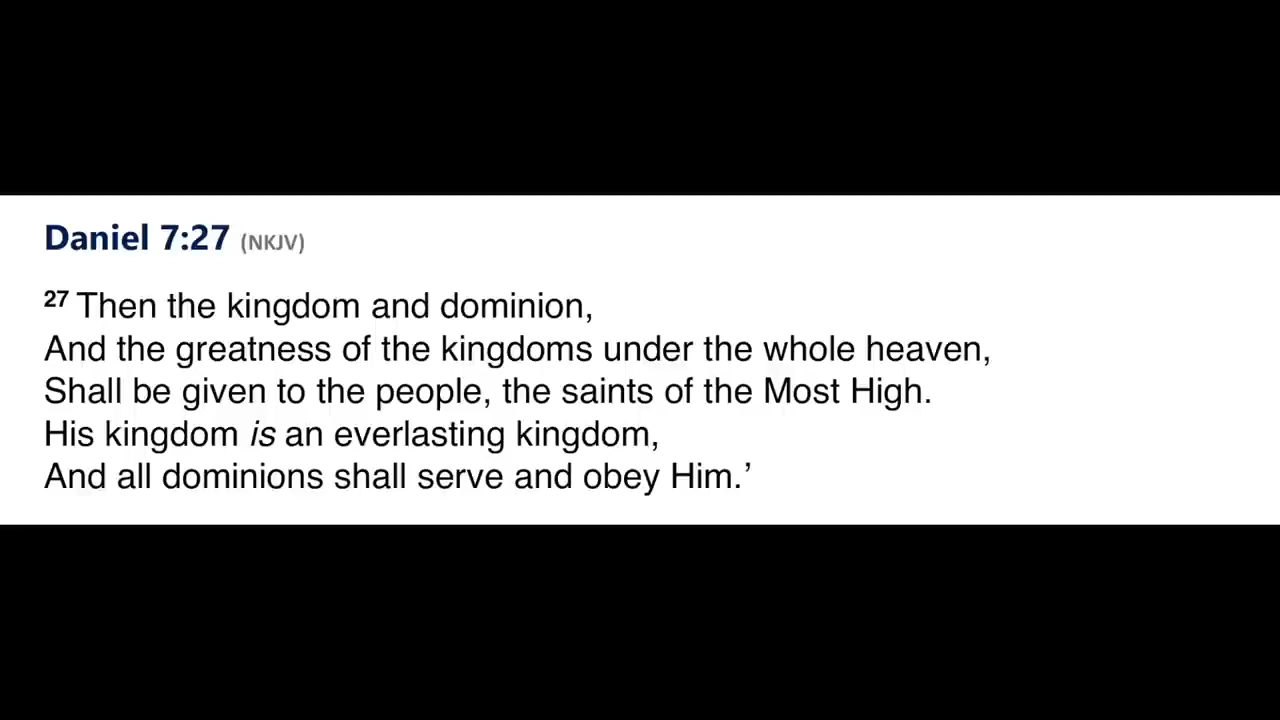 Daniel 7:27 (NKJV)
27 Then the kingdom and dominion,
And the greatness of the kingdoms under the whole heaven,
Shall be given to the people, the saints of the Most High.
His kingdom is an everlasting kingdom,
And all dominions shall serve and obey Him.’